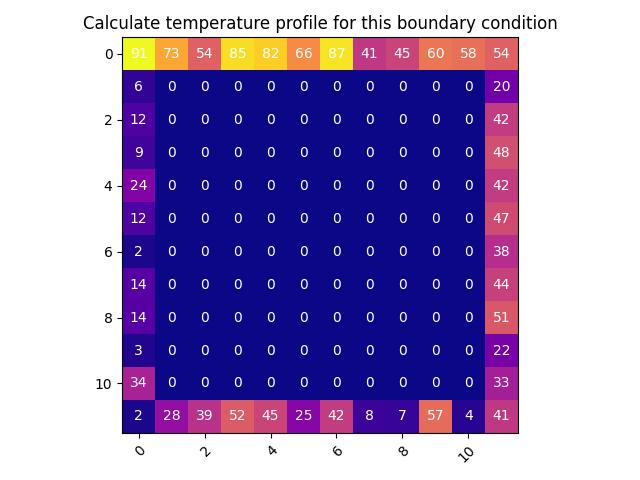 Calculate temperature profile for this boundary condition
0 91 73 54 85 82 66 87 41 45 60 58 54
6 0 0 0 0 0 0 0 0 0 0 20
2 12 0 0 0 0 0 0 0 0 0 0 42
9 0 0 0 0 0 0 0 0 0 0 48
4 24 0 0 0 0 0 0 0 0 0 0 42
12 0 0 0 0 0 0 0 0 0 0 47
6 2 0 0 0 0 0 0 0 0 0 0 38
14 0 0 0 0 0 0 0 0 0 0 44
8 14 0 0 0 0 0 0 0 0 0 0 51
3 0 0 0 0 0 0 0 0 0 0 22
10 34 0 0 0 0 0 0 0 0 0 0 33
2 28 39 52 45 25 42 8 7 57 4 41
0 2 4 6 8 10